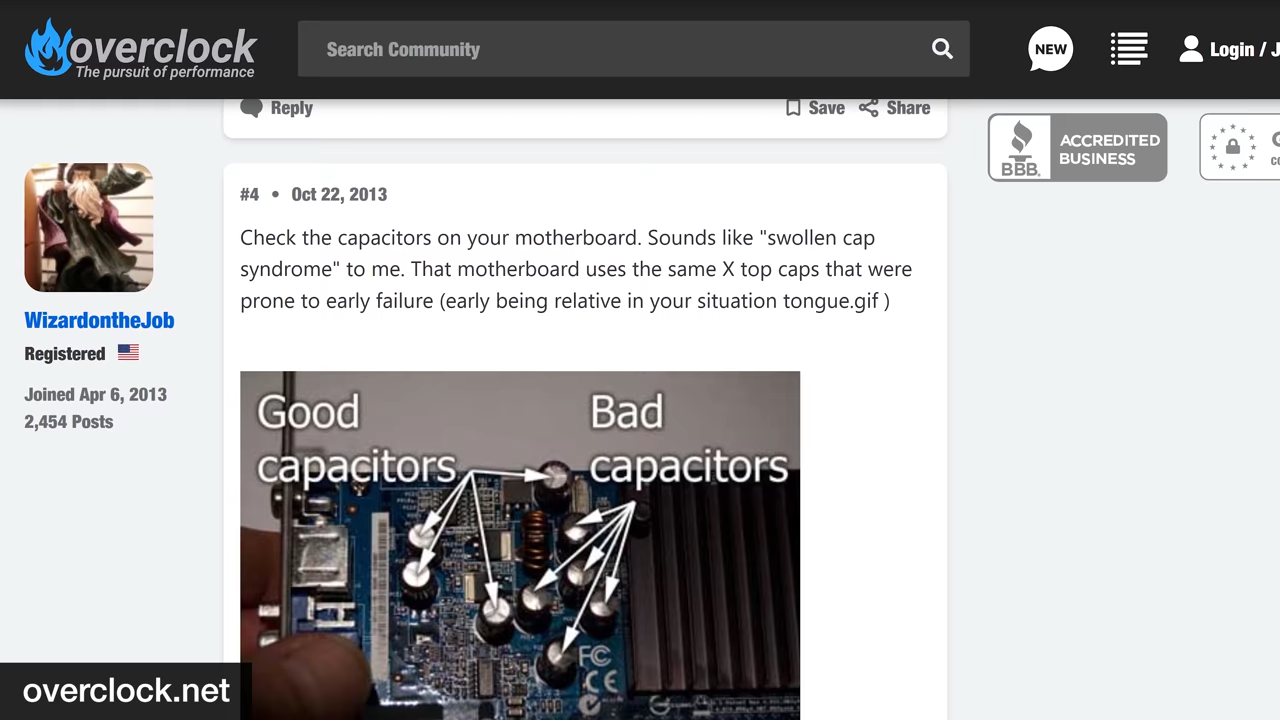 overclock
The pursuit of performance
Search Community
NEW
Login / J
Reply
Save
Share
BBB.
ACCREDITED
BUSINESS
#4 • Oct 22, 2013
Check the capacitors on your motherboard. Sounds like "swollen cap
syndrome" to me. That motherboard uses the same X top caps that were
prone to early failure (early being relative in your situation tongue.gif )
WizardontheJob
Registered
Joined Apr 6, 2013
2,454 Posts
Good
capacitors
Bad
capacitors
FC
CE
overclock.net